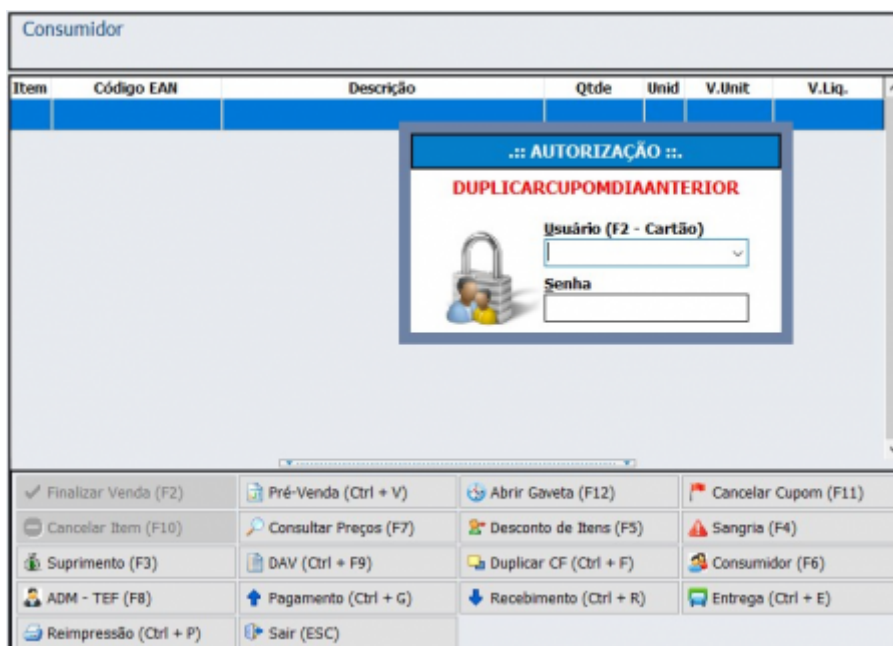 Consumidor
Item Código EAN Descrição Qtde Unid V.Unit V.Liq.
.:: AUTORIZAÇÃO ::.
DUPLICARCUPOMDIAANTERIOR
Usuário (F2 - Cartão)
Senha
Finalizar Venda (F2) Pré-Venda (Ctrl + V) Abrir Gaveta (F12) Cancelar Cupom (F11)
Cancelar Item (F10) Consultar Preços (F7) Desconto de Itens (F5) Sangria (F4)
Suprimento (F3) DAV (Ctrl + F9) Duplicar CF (Ctrl + F) Consumidor (F6)
ADM - TEF (F8) Pagamento (Ctrl + G) Recebimento (Ctrl + R) Entrega (Ctrl + E)
Reimpressão (Ctrl + P) Sair (ESC)